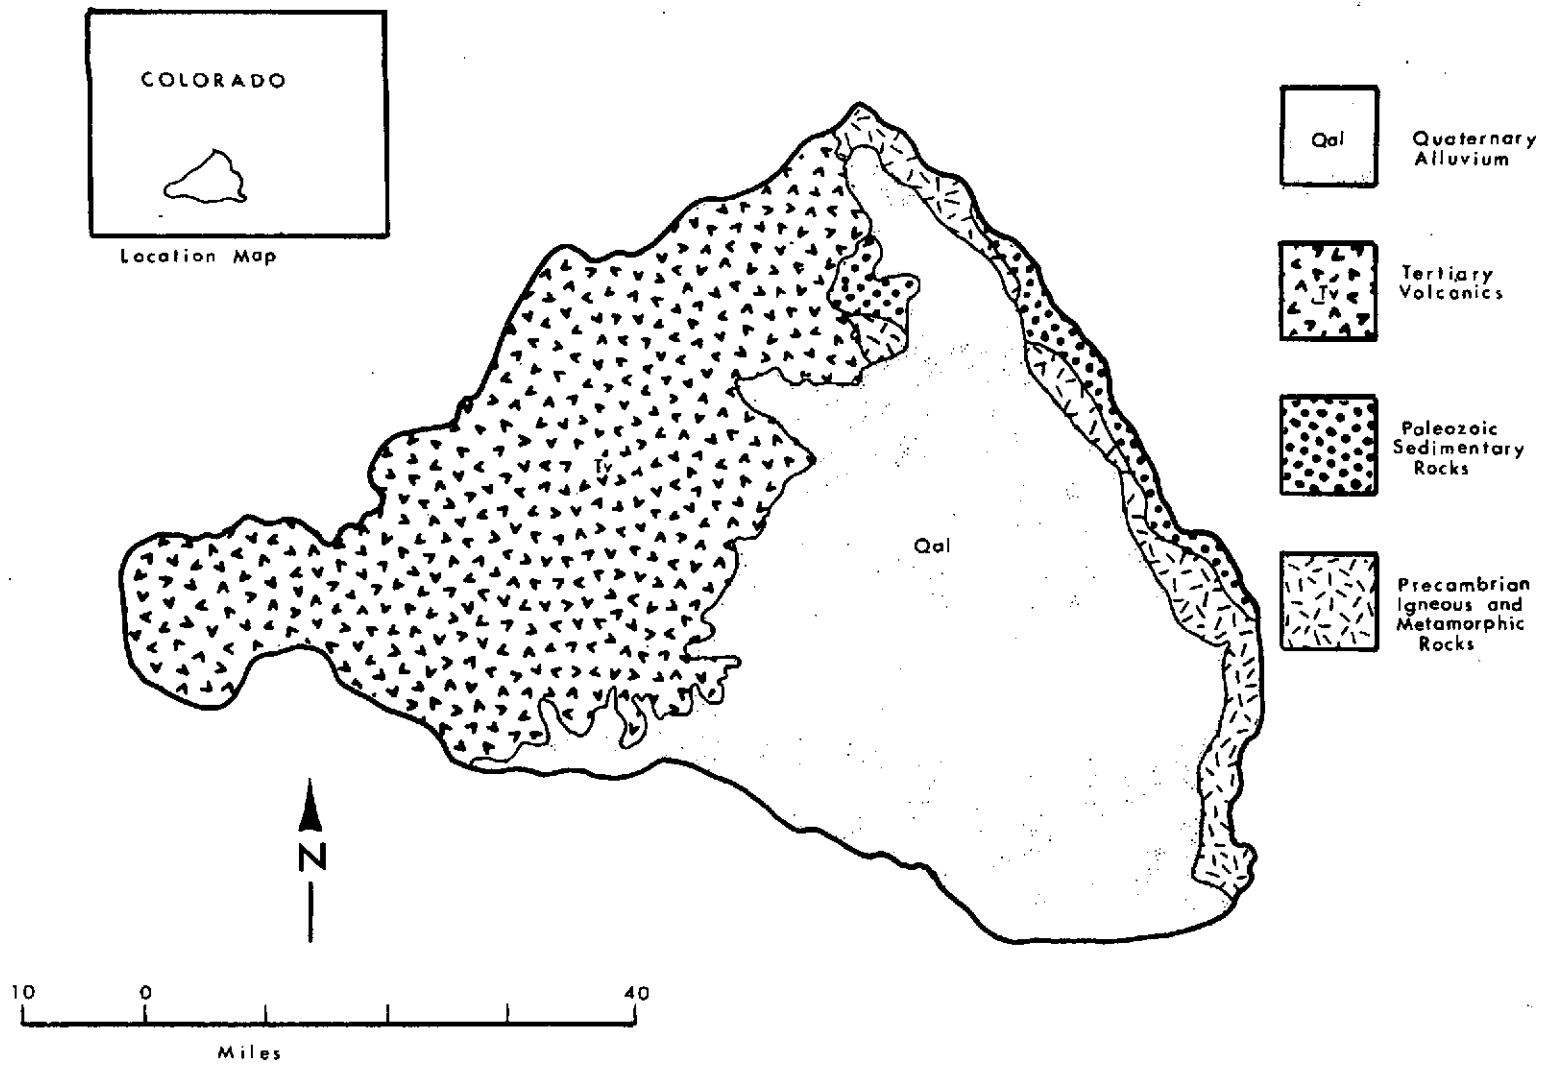 COLORADO
Location Map
Qal
Quaternary
Alluvium
Tv
Tertiary
Volcanics
Paleozoic
Sedimentary
Rocks
Precambrian
Igneous and
Metamorphic
Rocks
Tv
Qal
N
10 0 40
Miles